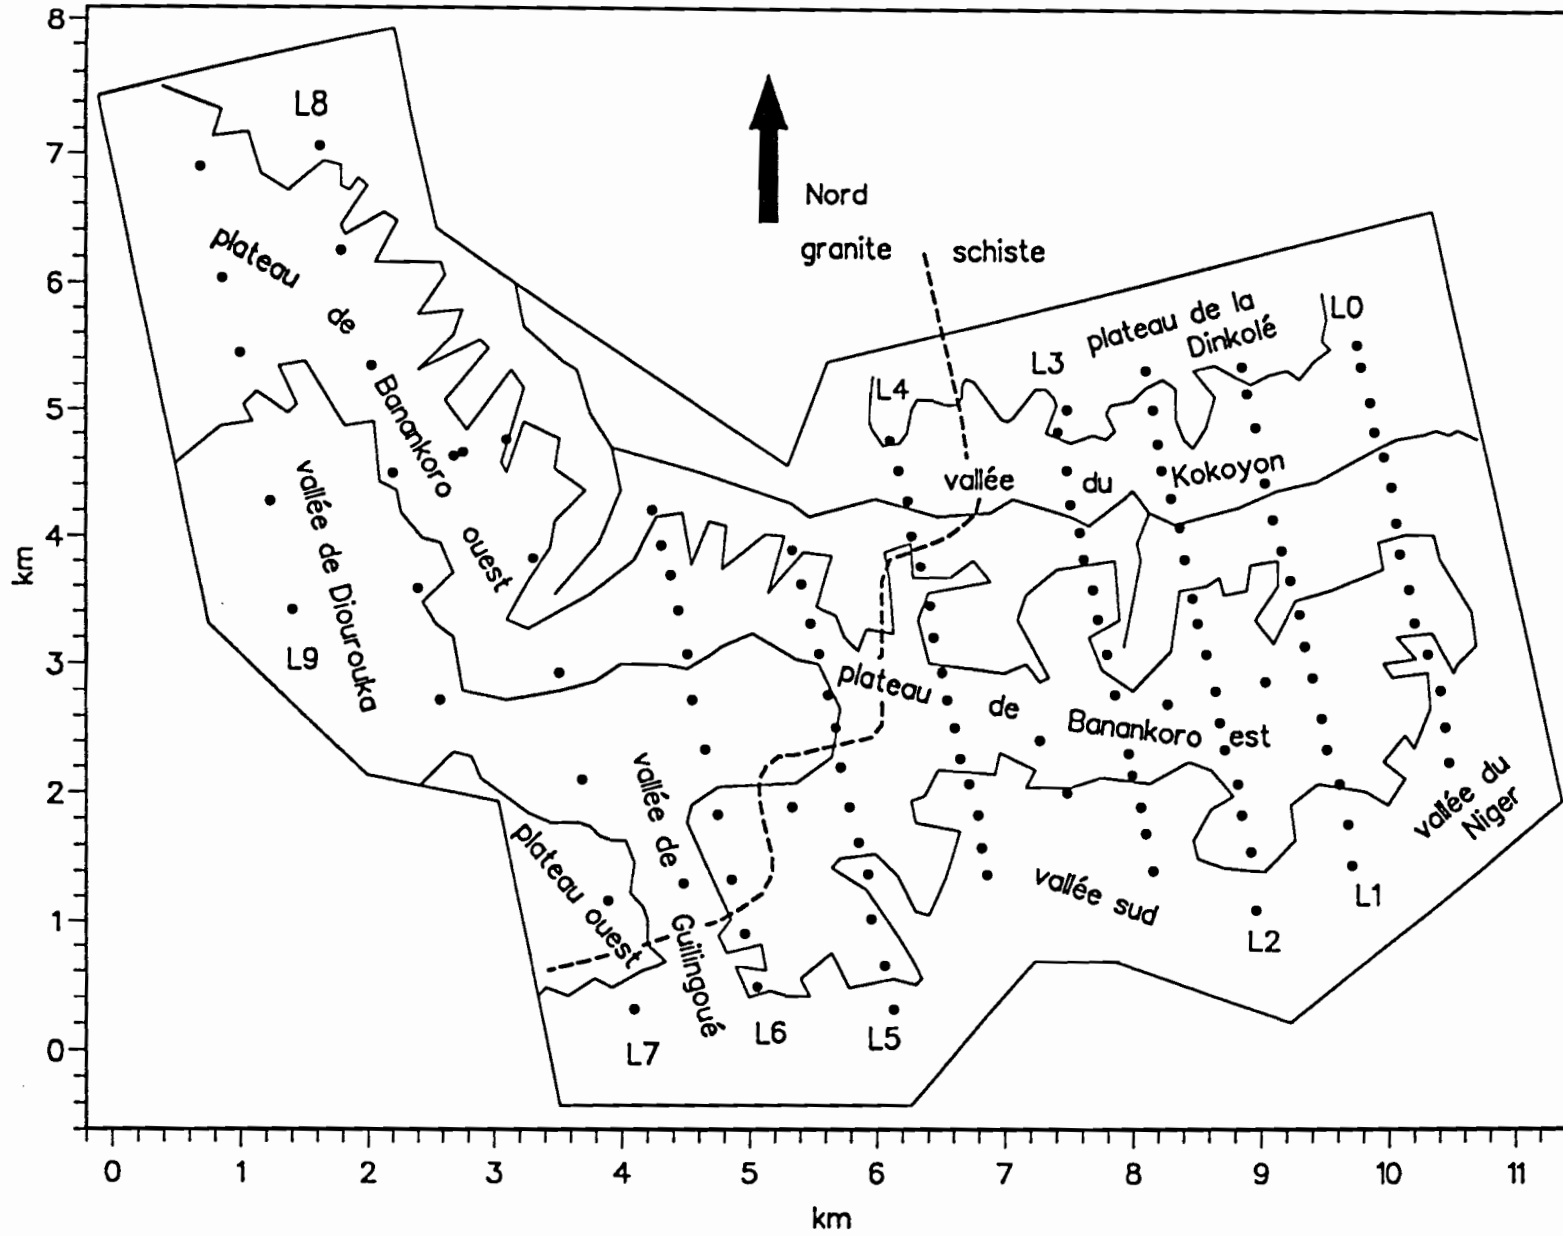 8
7
6
5
4
3
2
1
0
km
0 1 2 3 4 5 6 7 8 9 10 11
km
Nord
granite schiste
L8
plateau
de
Banankoro
ouest
vallée de Diourouka
L9
plateau de la
Dinkolé
L0
L3
L4
vallée du Kokoyon
plateau de Banankoro est
vallée du
Niger
vallée sud
L1
L2
vallée de Guilingoué
plateau ouest
L7
L6
L5